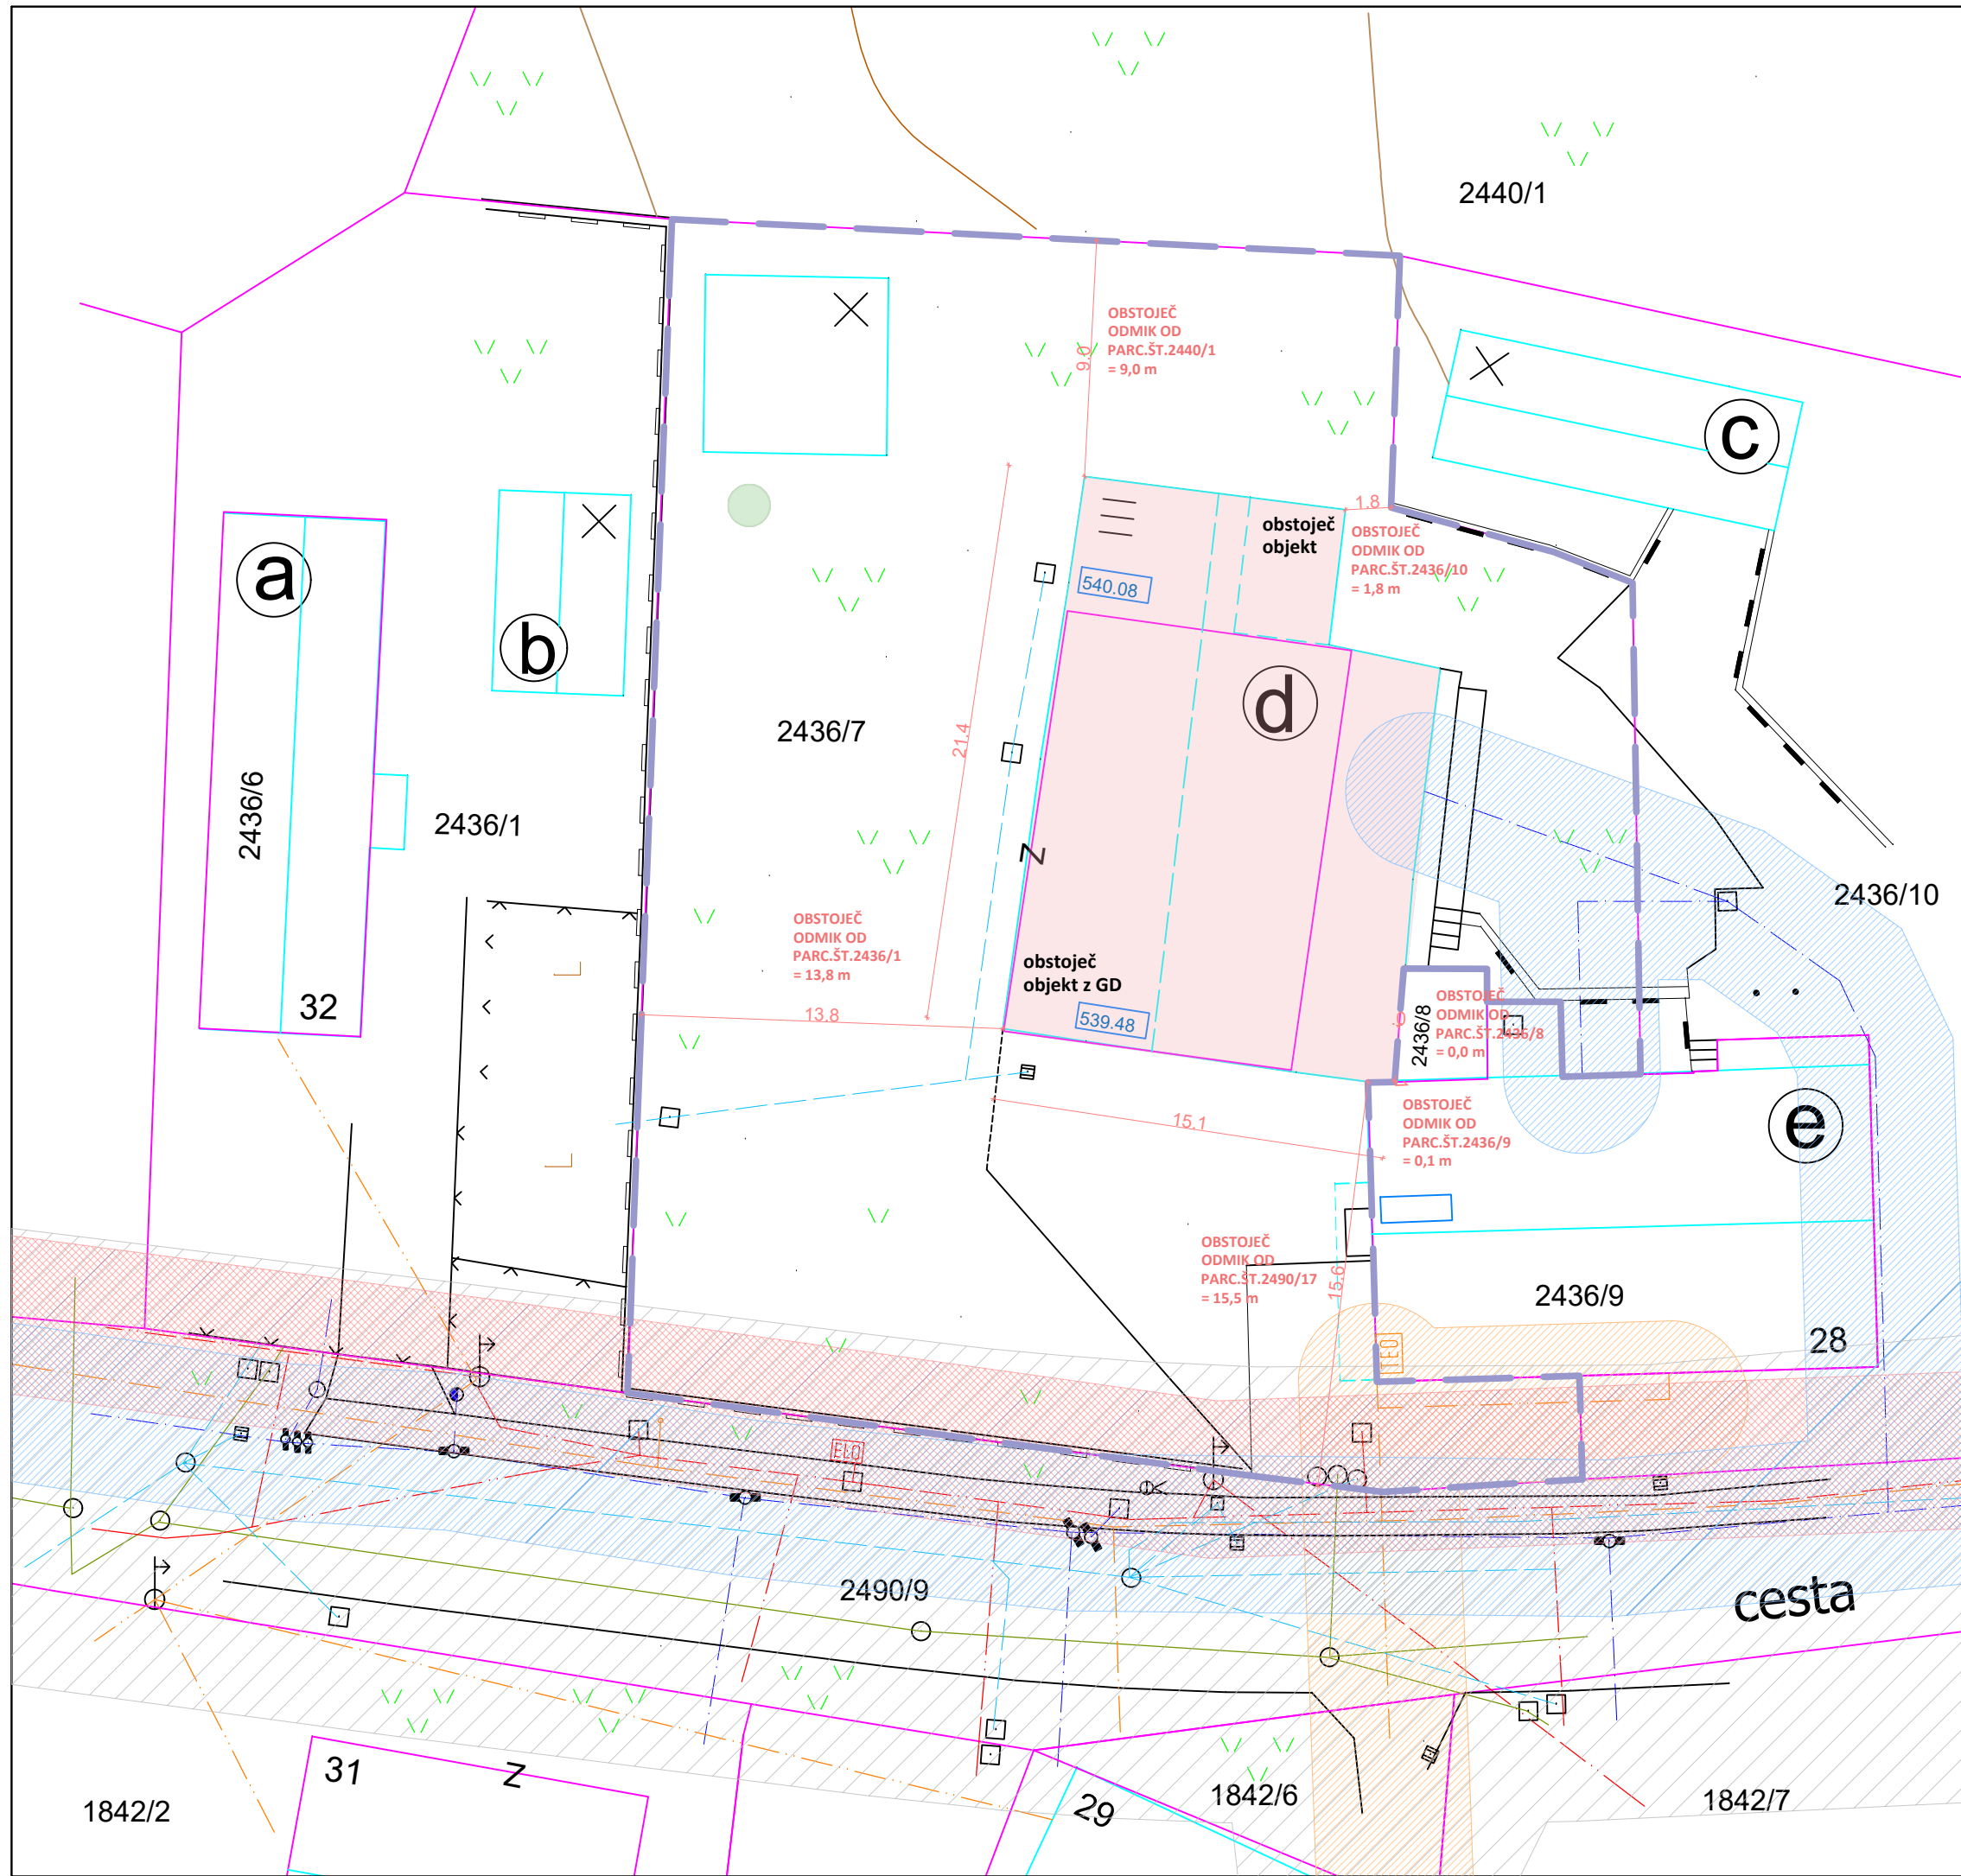 2440/1
OBSTOJEČ
ODMIK OD
PARC.ŠT.2440/1
= 9,0 m
9.0
c
1.8
obstoječ
objekt
OBSTOJEČ
ODMIK OD
PARC.ŠT.2436/10
= 1,8 m
a
540.08
b
d
2436/7
21.4
2436/6
2436/1
Z
2436/10
OBSTOJEČ
ODMIK OD
PARC.ŠT.2436/1
= 13,8 m
obstoječ
objekt z GD
32
13.8
539.48
2436/8
OBSTOJEČ
ODMIK OD
PARC.ŠT.2436/8
= 0,0 m
15.1
OBSTOJEČ
ODMIK OD
PARC.ŠT.2436/9
= 0,1 m
e
OBSTOJEČ
ODMIK OD
PARC.ŠT.2490/17
= 15,5 m
15.6
2436/9
28
TEO
ELO
2490/9
cesta
31
Z
29
1842/2
1842/6
1842/7